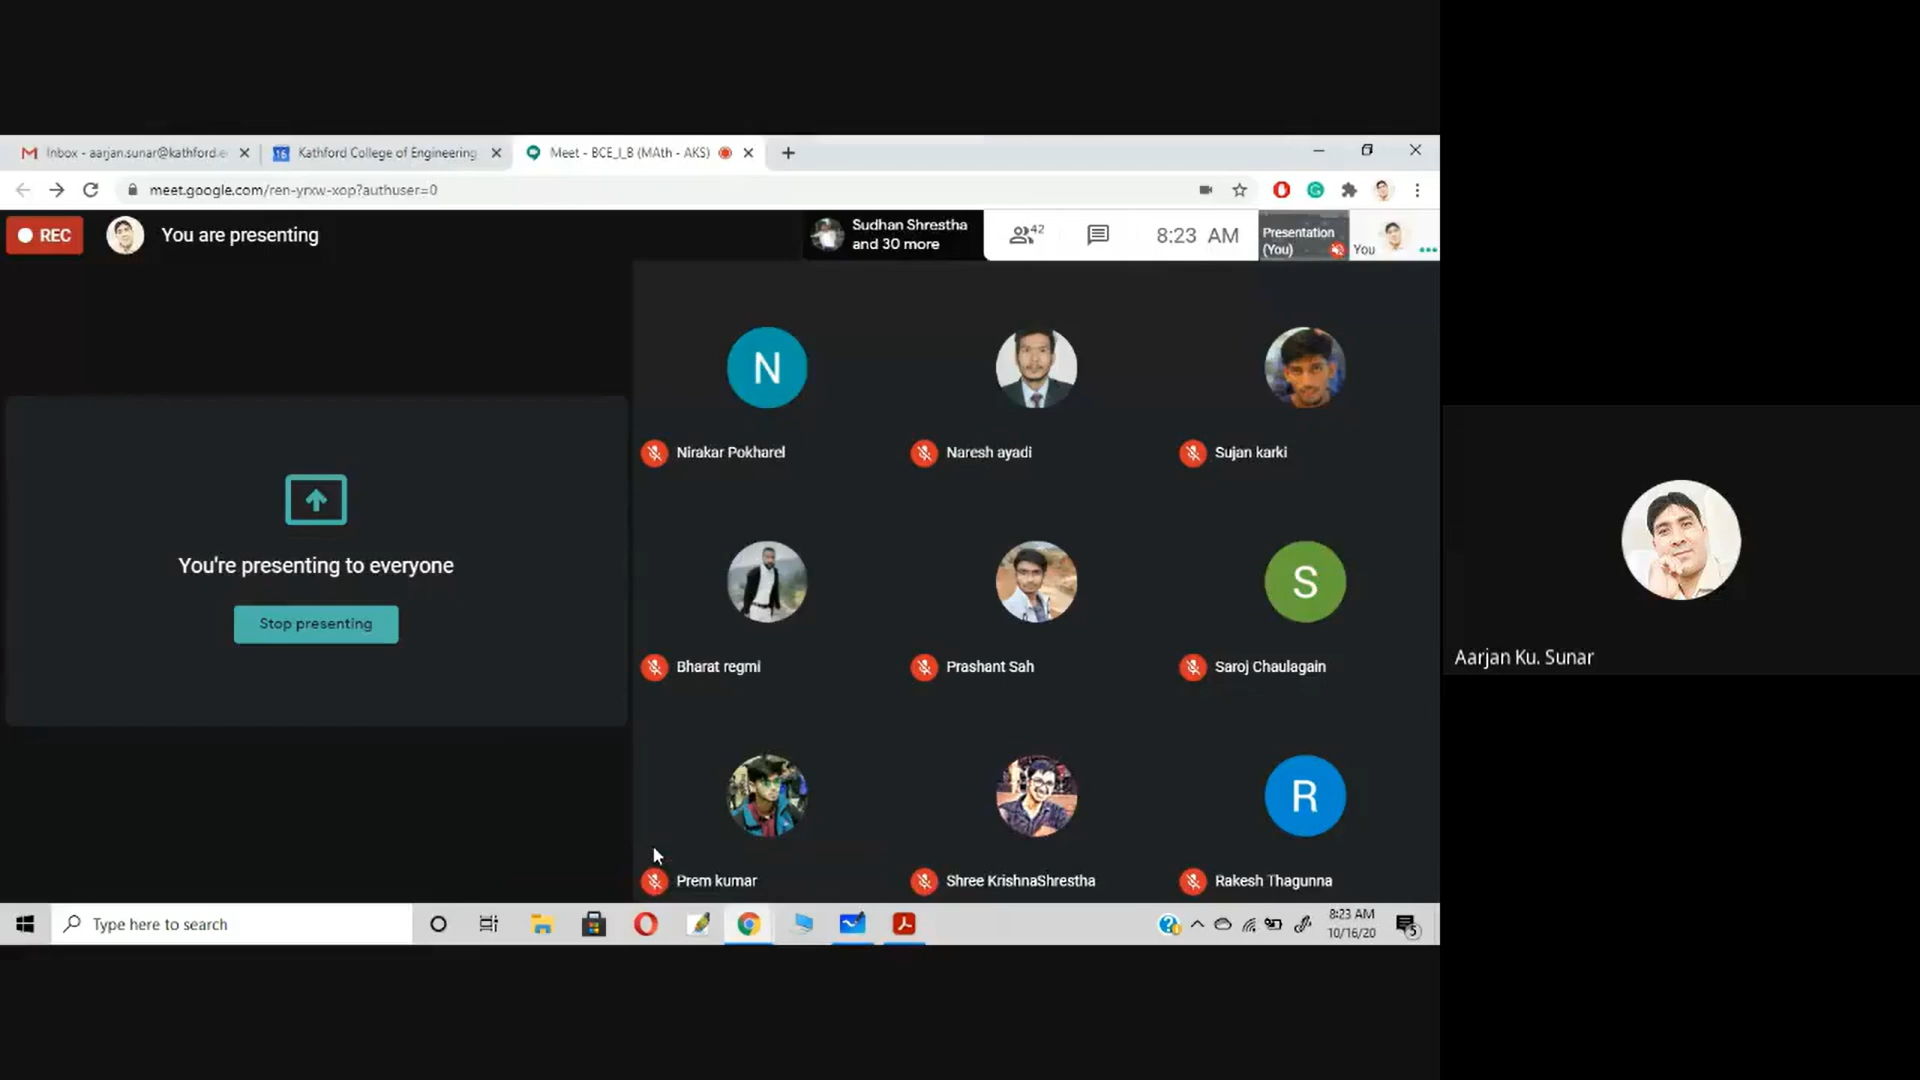 Inbox - aarjan.sunar@kathford.e
Kathford College of Engineering
Meet - BCE_I_B (MAth - AKS)
meet.google.com/ren-ynxw-xop?authuser=0
REC
You are presenting
Sudhan Shrestha
and 30 more
42
8:23 AM
Presentation
(You)
You
N
Nirakar Pokharel
Naresh ayadi
Sujan karki
You're presenting to everyone
Stop presenting
S
Bharat regmi
Prashant Sah
Saroj Chaulagain
Aarjan Ku. Sunar
R
Prem kumar
Shree KrishnaShrestha
Rakesh Thagunna
Type here to search
8:23 AM
10/16/20
5